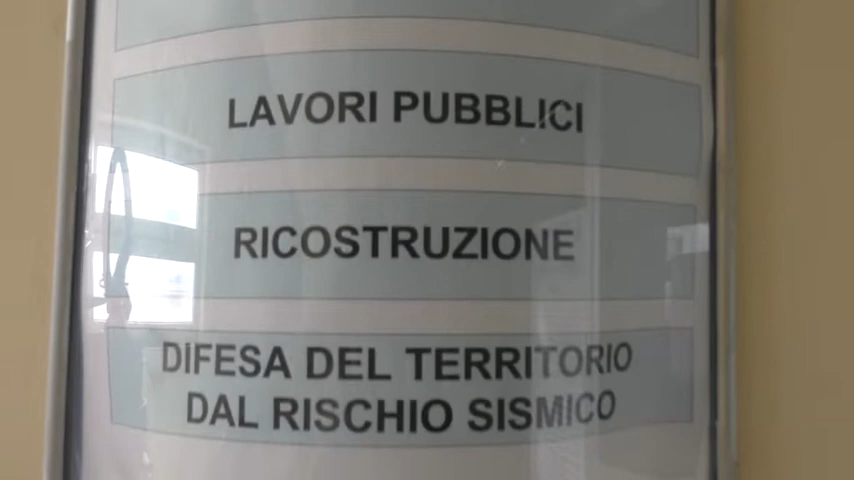 LAVORI PUBBLICI
RICOSTRUZIONE
DIFESA DEL TERRITORIO
DAL RISCHIO SISMICO